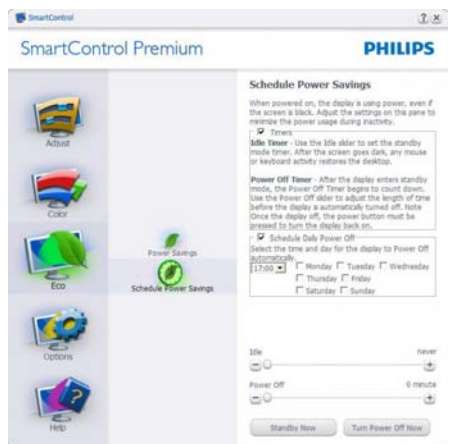 SmartControl
SmartControl Premium
PHILIPS
Adjust
Color
Eco
Options
Help
Power Savings
Schedule Power Savings
Schedule Power Savings
When powered on, the display is using power, even if
the screen is black. Adjust the settings on this pane to
minimize the power usage during inactivity.
Timers
Idle Timer - Use the Idle slider to set the standby
mode timer. After the screen goes dark, any mouse
or keyboard activity restores the desktop.
Power Off Timer - After the display enters standby
mode, the Power Off Timer begins to count down.
Use the Power Off slider to adjust the length of time
before the display is automatically turned off. Note
Once the display off, the power button must be
pressed to turn the display back on.
Schedule Daily Power Off
Select the time and day for the display to Power Off
automatically.
17:00 Monday Tuesday Wednesday
Thursday Friday
Saturday Sunday
Idle never
Power Off 0 minute
Standby Now Turn Power Off Now